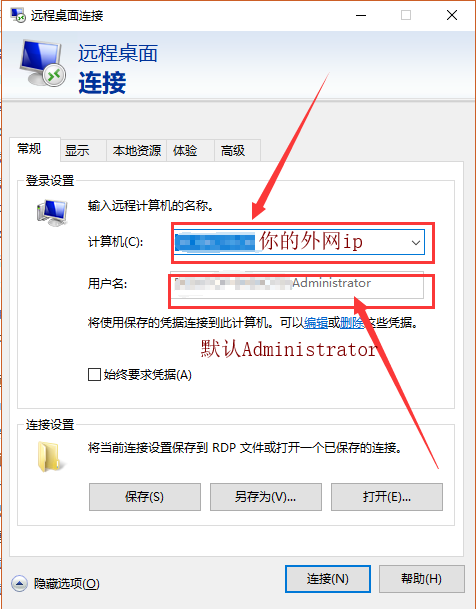 远程桌面连接
远程桌面
连接
常规 显示 本地资源 体验 高级
登录设置
输入远程计算机的名称。
计算机(C): 你的外网ip
用户名: Administrator
将使用保存的凭据连接到此计算机。可以编辑或删除这些凭据。
默认Administrator
始终要求凭据(A)
连接设置
将当前连接设置保存到 RDP 文件或打开一个已保存的连接。
保存(S) 另存为(V)... 打开(E)...
隐藏选项(O) 连接(N) 帮助(H)